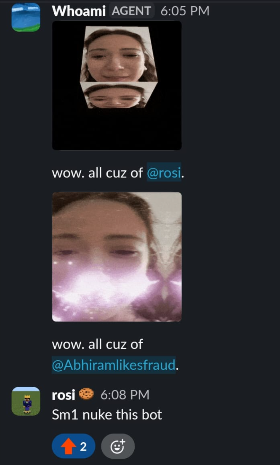 Whoami AGENT 6:05 PM
wow. all cuz of @rosi.
wow. all cuz of
@Abhiramlikesfraud.
rosi 🍪 6:08 PM
Sm1 nuke this bot
2